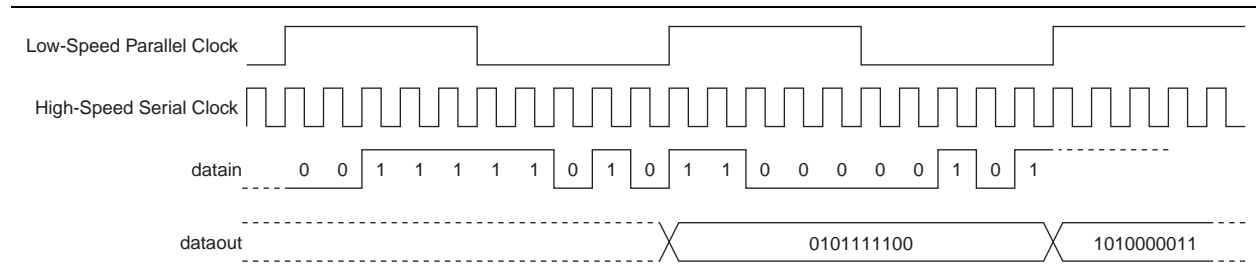 Low-Speed Parallel Clock
High-Speed Serial Clock
datain 0 0 1 1 1 1 1 0 1 0 1 1 0 0 0 0 0 1 0 1
dataout 0101111100 1010000011